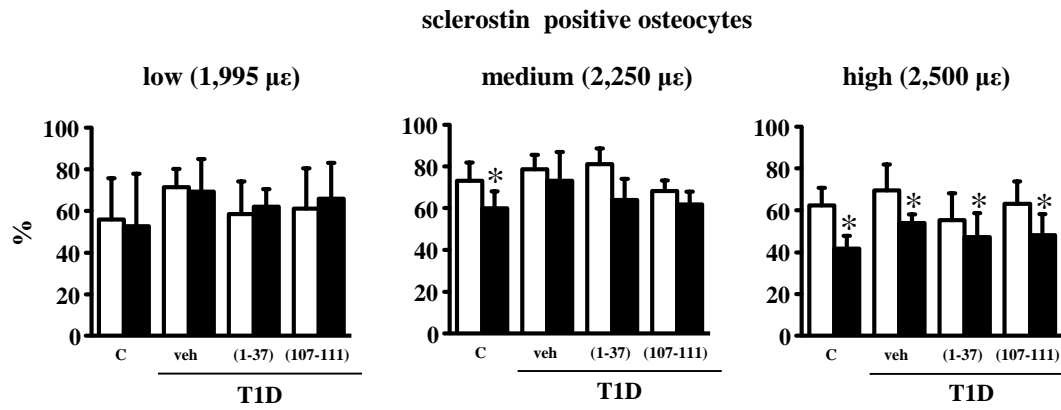 sclerostin positive osteocytes
low (1,995 µε)
medium (2,250 µε)
high (2,500 µε)
%
100
80
60
40
20
0
C veh (1-37) (107-111)
T1D
100
80
60
40
20
0
*
C veh (1-37) (107-111)
T1D
100
80
60
40
20
0
* * * *
C veh (1-37) (107-111)
T1D